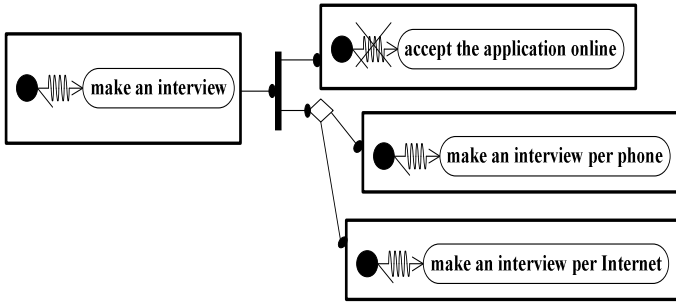 accept the application online
make an interview
make an interview per phone
make an interview per Internet